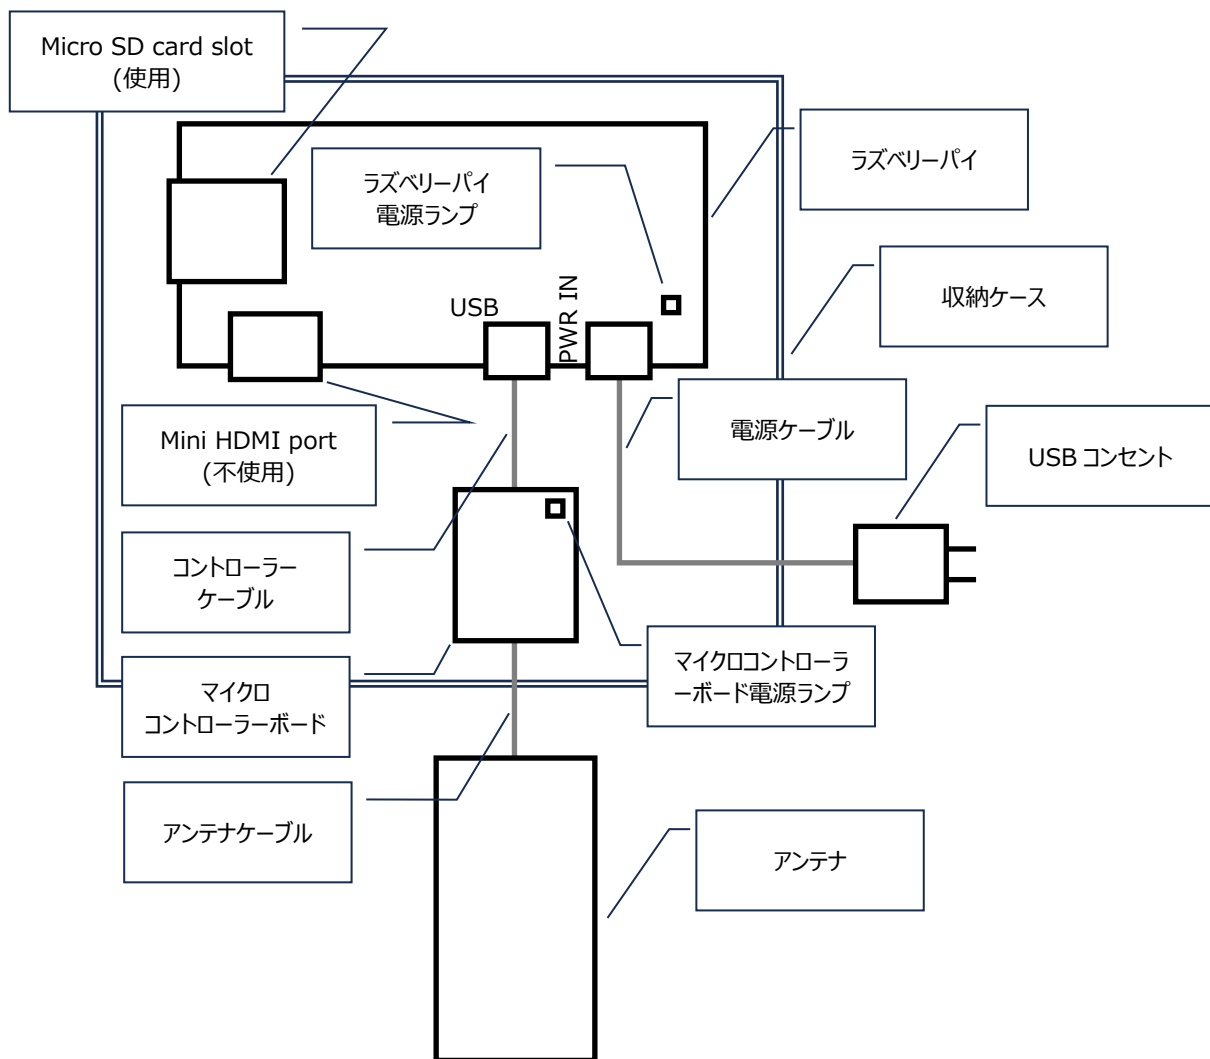 Micro SD card slot
(使用)
ラズベリーパイ
ラズベリーパイ
電源ランプ
収納ケース
USB
PWR IN
電源ケーブル
USB コンセント
Mini HDMI port
(不使用)
コントローラー
ケーブル
マイクロコントローラ
ーボード電源ランプ
マイクロ
コントローラーボード
アンテナケーブル
アンテナ